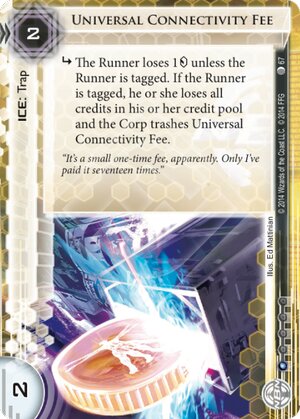 2
UNIVERSAL CONNECTIVITY FEE
ICE: Trap
↳ The Runner loses 1 unless the
Runner is tagged. If the Runner
is tagged, he or she loses all
credits in his or her credit pool
and the Corp trashes Universal
Connectivity Fee.
“It's a small one-time fee, apparently. Only I've
paid it seventeen times.”
Illus. Ed Mattinian
© 2014 Wizards of the Coast LLC. © 2014 FFG
67
2